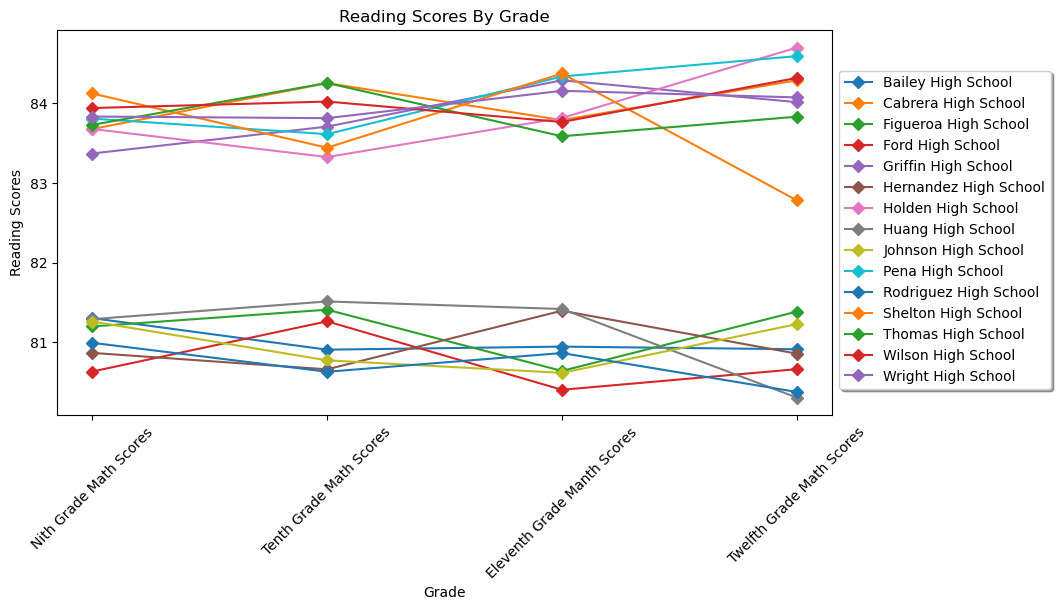 Reading Scores By Grade
Reading Scores
84
83
82
81
Nith Grade Math Scores
Tenth Grade Math Scores
Eleventh Grade Manth Scores
Twelfth Grade Math Scores
Grade
Bailey High School
Cabrera High School
Figueroa High School
Ford High School
Griffin High School
Hernandez High School
Holden High School
Huang High School
Johnson High School
Pena High School
Rodriguez High School
Shelton High School
Thomas High School
Wilson High School
Wright High School